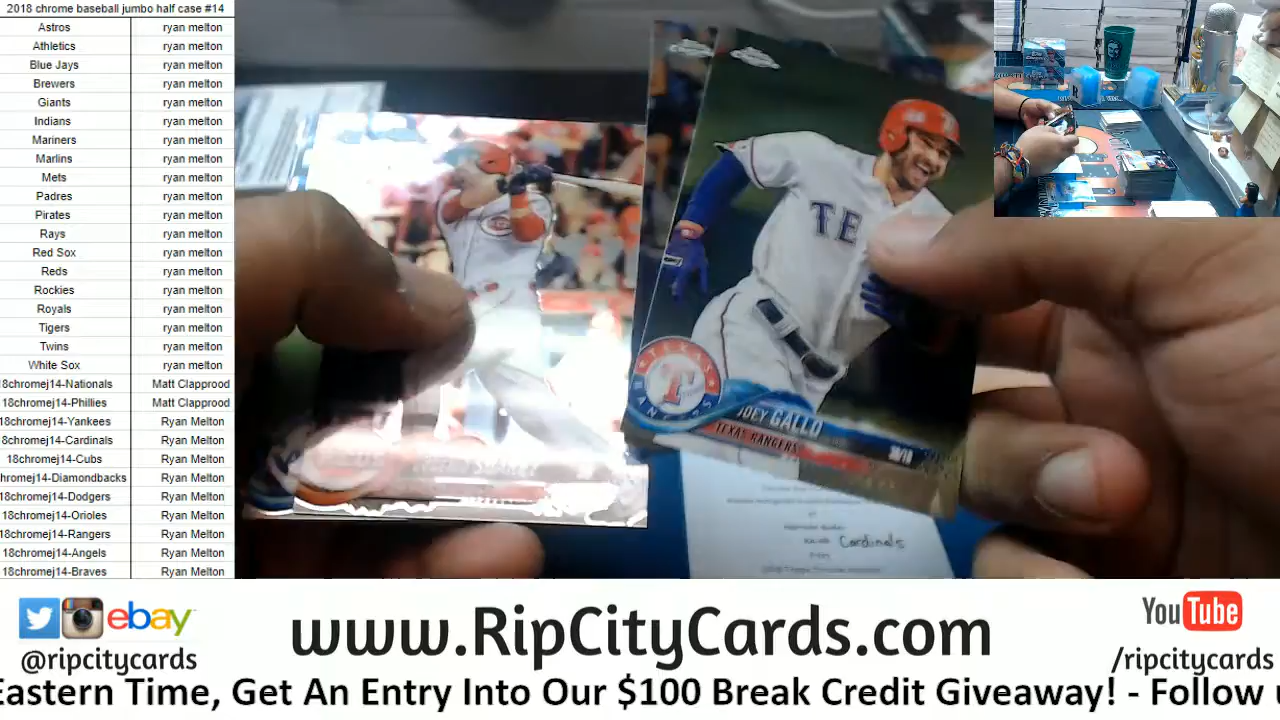 2018 chrome baseball jumbo half case #14
Astros ryan melton
Athletics ryan melton
Blue Jays ryan melton
Brewers ryan melton
Giants ryan melton
Indians ryan melton
Mariners ryan melton
Marlins ryan melton
Mets ryan melton
Padres ryan melton
Pirates ryan melton
Rays ryan melton
Red Sox ryan melton
Reds ryan melton
Rockies ryan melton
Royals ryan melton
Tigers ryan melton
Twins ryan melton
White Sox ryan melton
18chromej14-Nationals Matt Clapprood
18chromej14-Phillies Matt Clapprood
18chromej14-Yankees Ryan Melton
18chromej14-Cardinals Ryan Melton
18chromej14-Cubs Ryan Melton
chromej14-Diamondbacks Ryan Melton
18chromej14-Dodgers Ryan Melton
18chromej14-Orioles Ryan Melton
18chromej14-Rangers Ryan Melton
18chromej14-Angels Ryan Melton
18chromej14-Braves Ryan Melton
TE
TEXAS
RANGERS
JOEY GALLO
TEXAS RANGERS
Cardinals
ebay
@ripcitycards
www.RipCityCards.com
YouTube
/ripcitycards
Eastern Time, Get An Entry Into Our $100 Break Credit Giveaway! - Follow